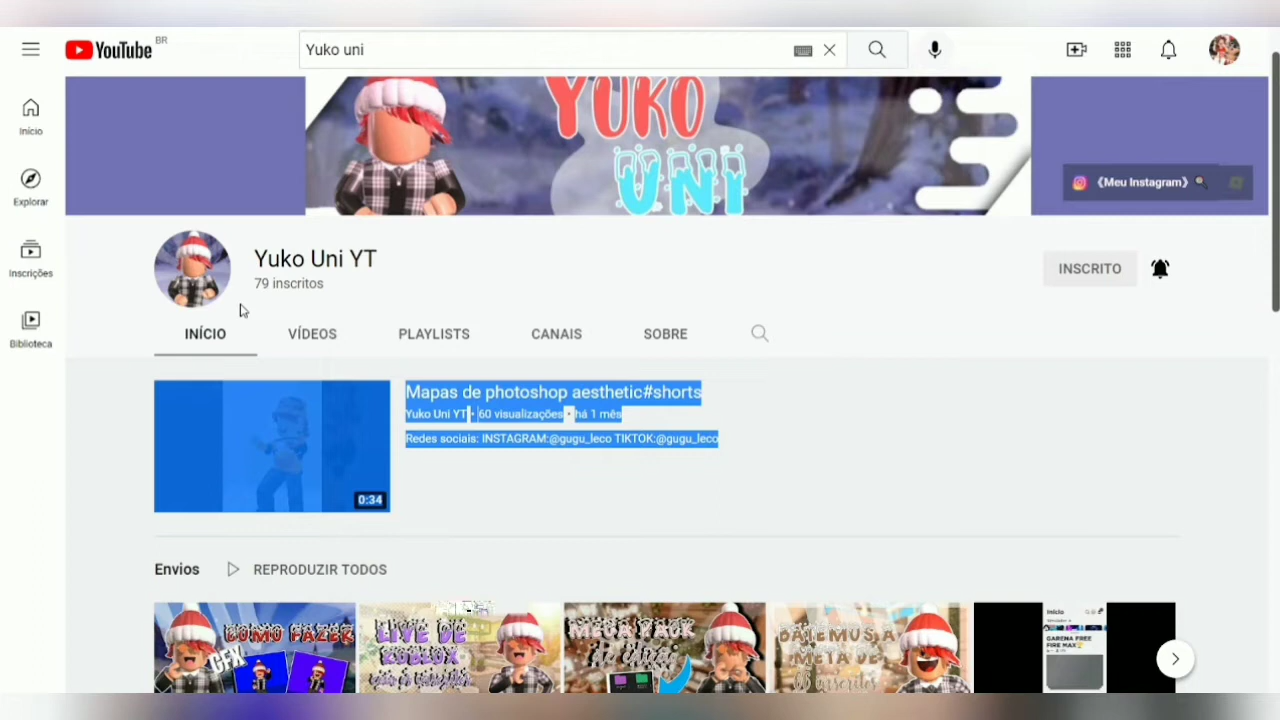 YouTube BR
Yuko uni
Início
Explorar
Inscrições
Biblioteca
YUKO
UNI
《Meu Instagram》
Yuko Uni YT
79 inscritos
INSCRITO
INÍCIO
VÍDEOS
PLAYLISTS
CANAIS
SOBRE
Mapas de photoshop aesthetic#shorts
Yuko Uni YT • 60 visualizações • há 1 mês
Redes sociais: INSTAGRAM:@gugu_leco TIKTOK:@gugu_leco
0:34
Envios
REPRODUZIR TODOS
COMO FAZER
GFX
LIVE DE
ROBLOX
MEGA PACK
BATEMOS A
META DE
inscritos
Início
GARENA FREE
FIRE MAX